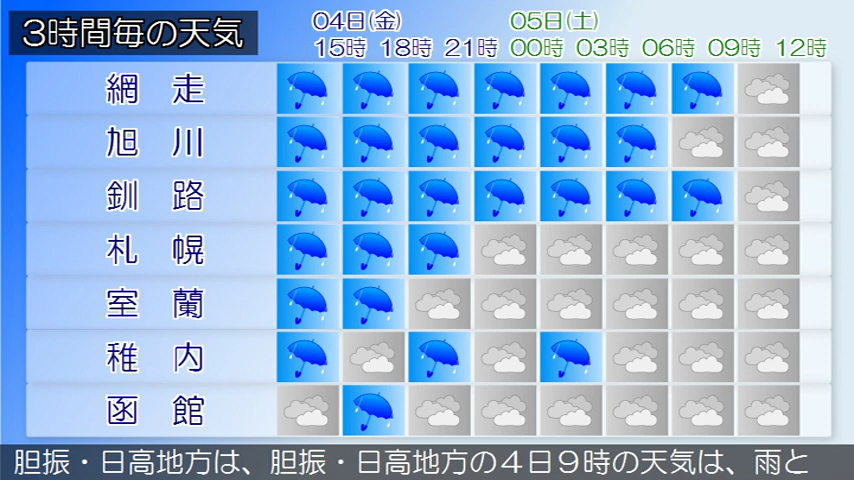 3時間毎の天気
04日(金) 05日(土)
15時 18時 21時 00時 03時 06時 09時 12時
網 走
旭 川
釧 路
札 幌
室 蘭
稚 内
函 館
胆振・日高地方は、胆振・日高地方の４日９時の天気は、雨と